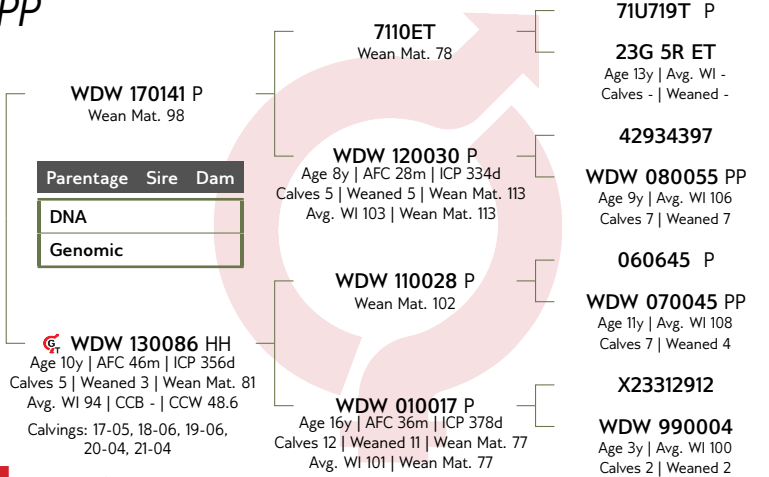 PP
WDW 170141 P
Wean Mat. 98
Parentage Sire Dam
DNA
Genomic
GT WDW 130086 HH
Age 10y | AFC 46m | ICP 356d
Calves 5 | Weaned 3 | Wean Mat. 81
Avg. WI 94 | CCB - | CCW 48.6
Calvings: 17-05, 18-06, 19-06,
20-04, 21-04
7110ET
Wean Mat. 78
WDW 120030 P
Age 8y | AFC 28m | ICP 334d
Calves 5 | Weaned 5 | Wean Mat. 113
Avg. WI 103 | Wean Mat. 113
WDW 110028 P
Wean Mat. 102
WDW 010017 P
Age 16y | AFC 36m | ICP 378d
Calves 12 | Weaned 11 | Wean Mat. 77
Avg. WI 101 | Wean Mat. 77
71U719T P
23G 5R ET
Age 13y | Avg. WI -
Calves - | Weaned -
42934397
WDW 080055 PP
Age 9y | Avg. WI 106
Calves 7 | Weaned 7
060645 P
WDW 070045 PP
Age 11y | Avg. WI 108
Calves 7 | Weaned 4
X23312912
WDW 990004
Age 3y | Avg. WI 100
Calves 2 | Weaned 2